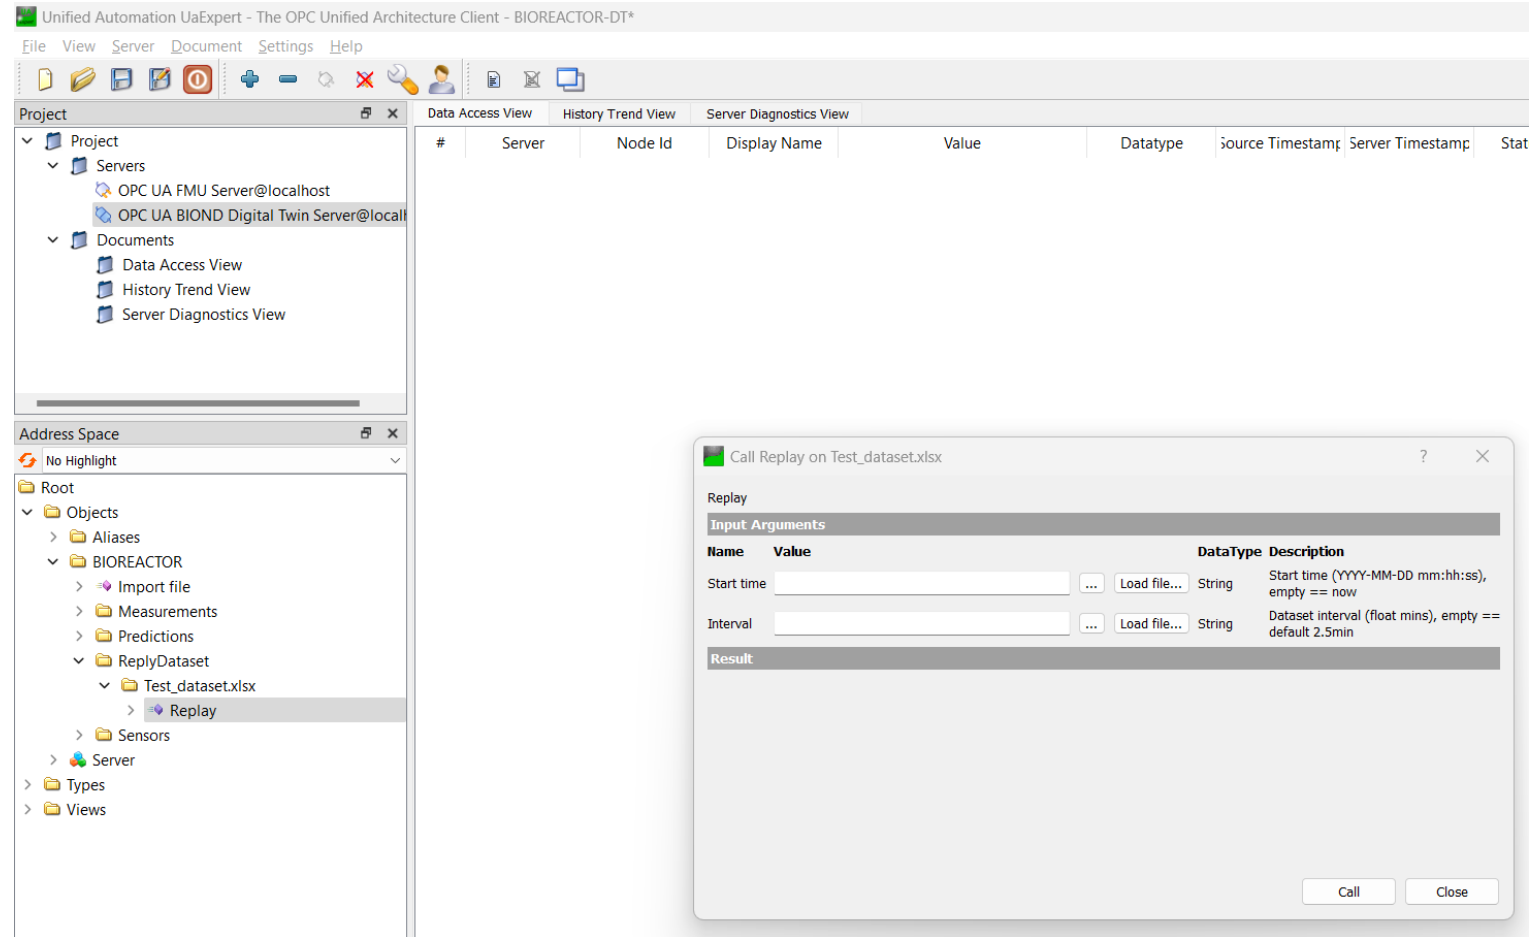 Unified Automation UaExpert - The OPC Unified Architecture Client - BIOREACTOR-DT*
File View Server Document Settings Help
Project
Project
Servers
OPC UA FMU Server@localhost
OPC UA BIOND Digital Twin Server@local
Documents
Data Access View
History Trend View
Server Diagnostics View
Address Space
No Highlight
Root
Objects
Aliases
BIOREACTOR
Import file
Measurements
Predictions
ReplyDataset
Test_dataset.xlsx
Replay
Sensors
Server
Types
Views
Data Access View History Trend View Server Diagnostics View
# Server Node Id Display Name Value Datatype Source Timestamp Server Timestamp Stat
Call Replay on Test_dataset.xlsx ?
Replay
Input Arguments
Name Value DataType Description
Start time ... Load file... String Start time (YYYY-MM-DD mm:hh:ss),
empty == now
Interval ... Load file... String Dataset interval (float mins), empty ==
default 2.5min
Result
Call Close